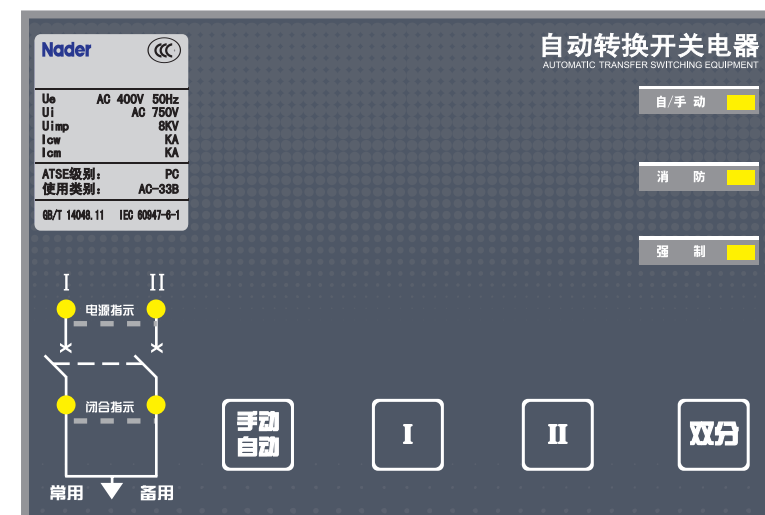 Nader
CCC
自动转换开关电器
AUTOMATIC TRANSFER SWITCHING EQUIPMENT
Ue AC 400V 50Hz
Ui AC 750V
Uimp 8KV
Icw KA
Icm KA
ATSE级别: PC
使用类别: AC-33B
GB/T 14048.11 IEC 60947-6-1
自/手 动
消 防
强 制
I II
电源指示
闭合指示
常用 备用
手动
自动
I
II
双分